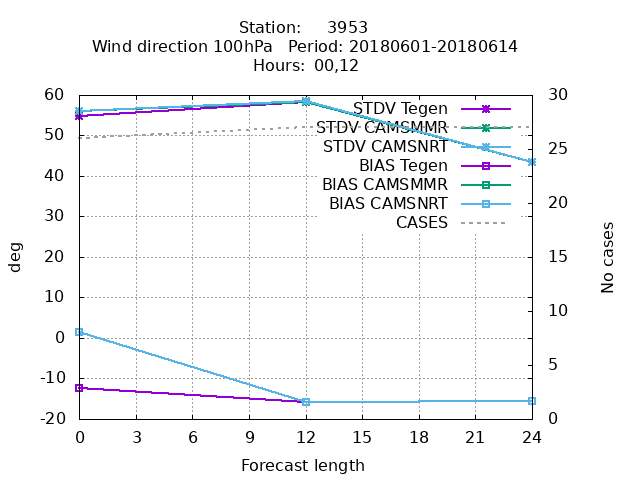 Station: 3953
Wind direction 100hPa Period: 20180601-20180614
Hours: 00,12
60
50
40
30
20
10
0
-10
-20
deg
30
25
20
15
10
5
0
No cases
STDV Tegen
STDV CAMSMMR
STDV CAMSNRT
BIAS Tegen
BIAS CAMSMMR
BIAS CAMSNRT
CASES
0 3 6 9 12 15 18 21 24
Forecast length